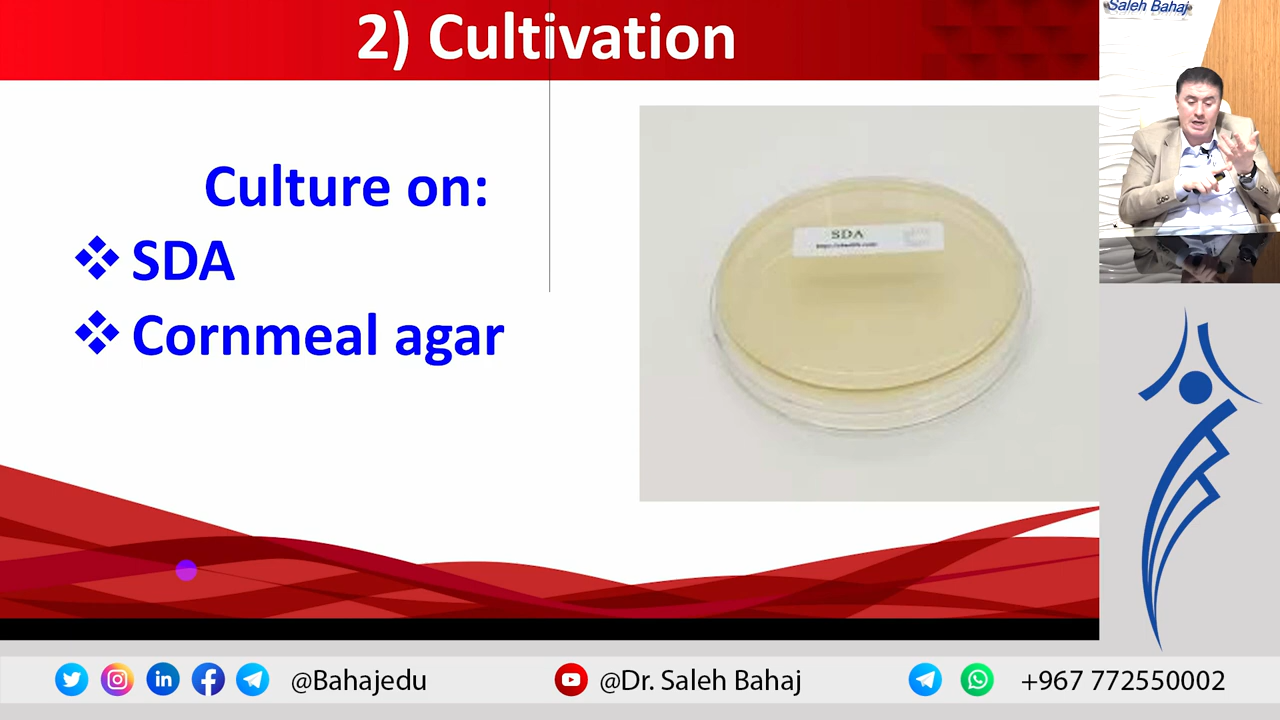 2) Cultivation
Saleh Bahaj
Culture on:
❖ SDA
❖ Cornmeal agar
SDA
@Bahajedu
@Dr. Saleh Bahaj
+967 772550002